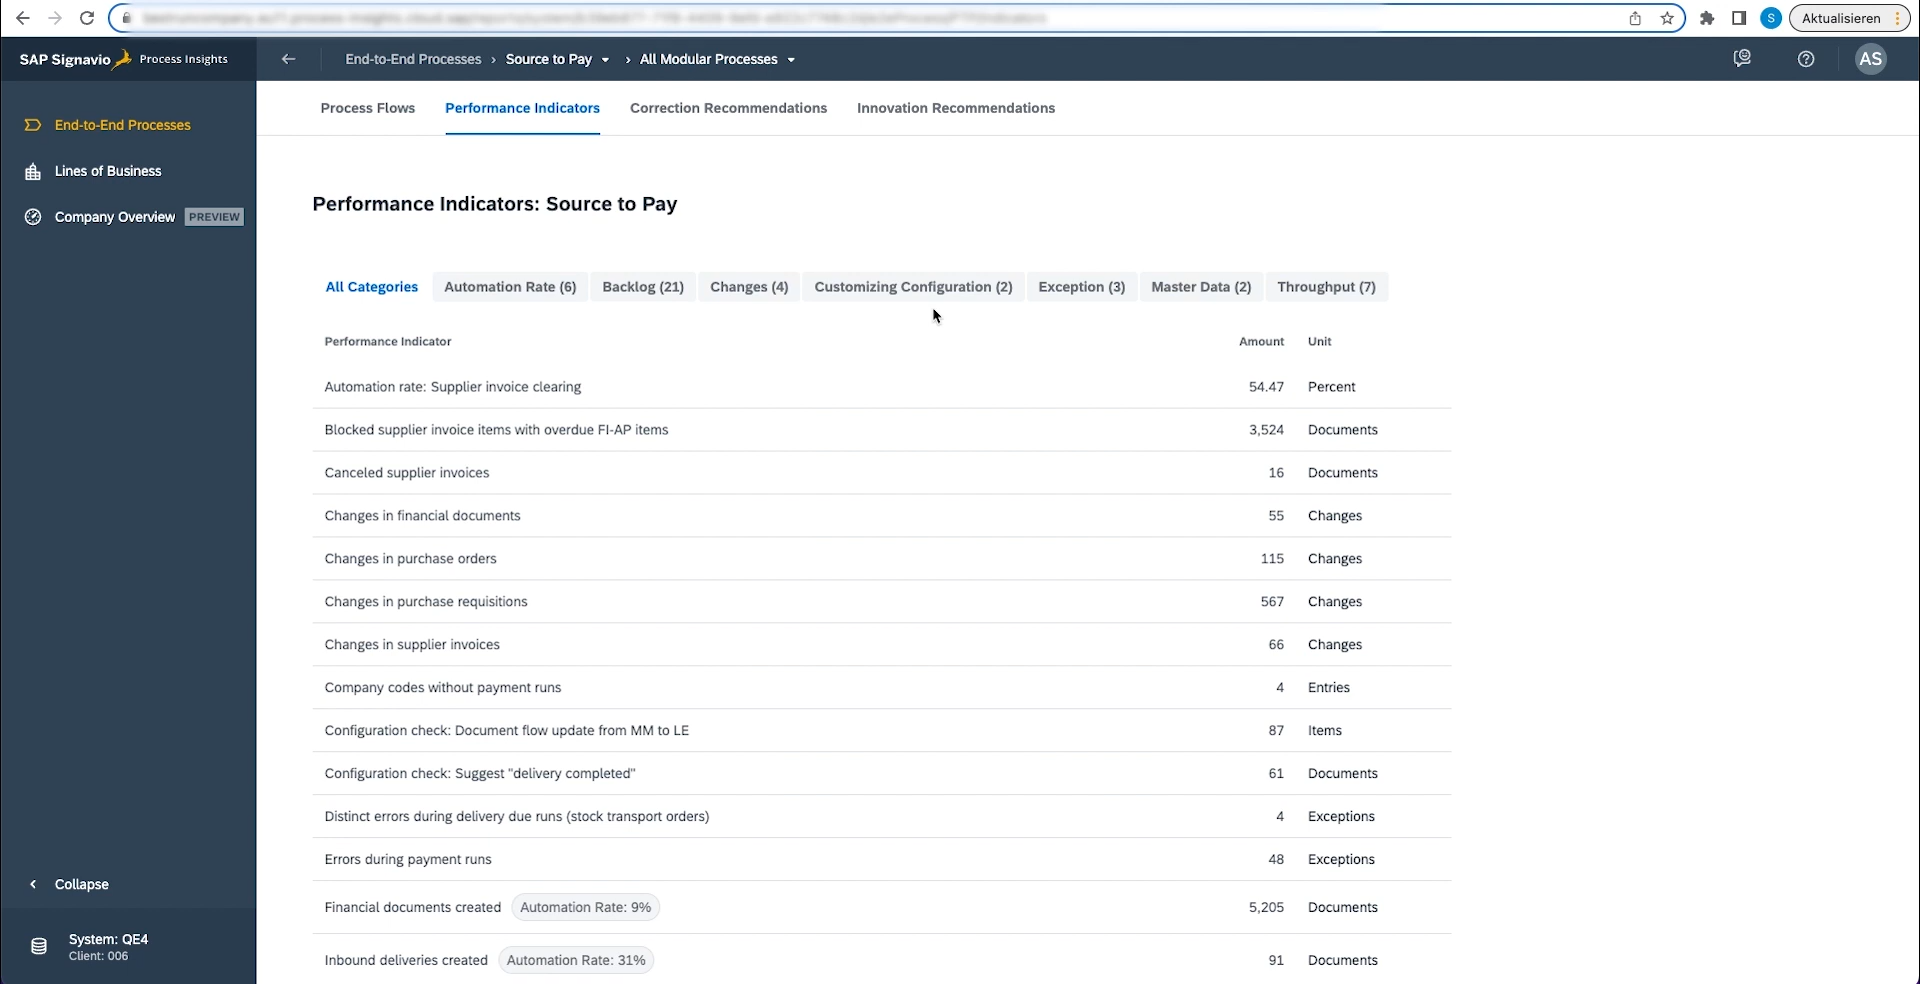 S
Aktualisieren
SAP Signavio Process Insights
End-to-End Processes › Source to Pay › All Modular Processes
AS
End-to-End Processes
Lines of Business
Company Overview PREVIEW
Process Flows Performance Indicators Correction Recommendations Innovation Recommendations
Performance Indicators: Source to Pay
All Categories Automation Rate (6) Backlog (21) Changes (4) Customizing Configuration (2) Exception (3) Master Data (2) Throughput (7)
Performance Indicator Amount Unit
Automation rate: Supplier invoice clearing 54.47 Percent
Blocked supplier invoice items with overdue FI-AP items 3,524 Documents
Canceled supplier invoices 16 Documents
Changes in financial documents 55 Changes
Changes in purchase orders 115 Changes
Changes in purchase requisitions 567 Changes
Changes in supplier invoices 66 Changes
Company codes without payment runs 4 Entries
Configuration check: Document flow update from MM to LE 87 Items
Configuration check: Suggest "delivery completed" 61 Documents
Distinct errors during delivery due runs (stock transport orders) 4 Exceptions
Errors during payment runs 48 Exceptions
Financial documents created Automation Rate: 9% 5,205 Documents
Inbound deliveries created Automation Rate: 31% 91 Documents
Collapse
System: QE4
Client: 006